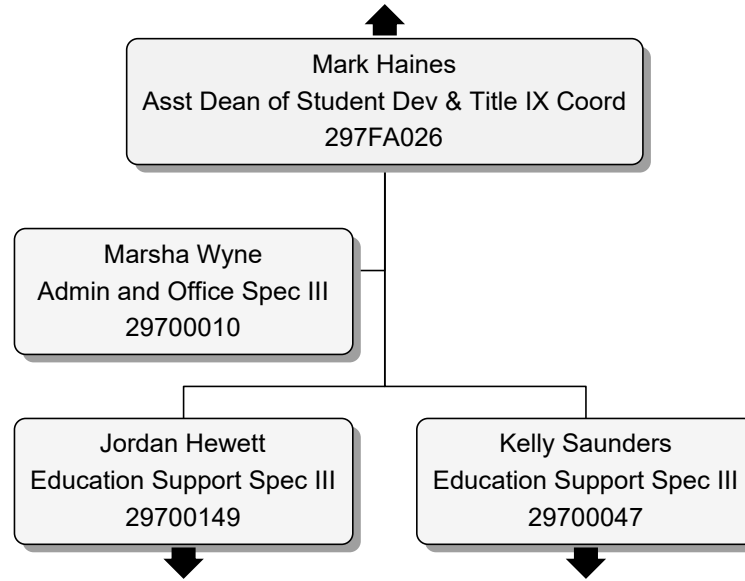 Mark Haines
Asst Dean of Student Dev & Title IX Coord
297FA026
Marsha Wyne
Admin and Office Spec III
29700010
Jordan Hewett
Education Support Spec III
29700149
Kelly Saunders
Education Support Spec III
29700047